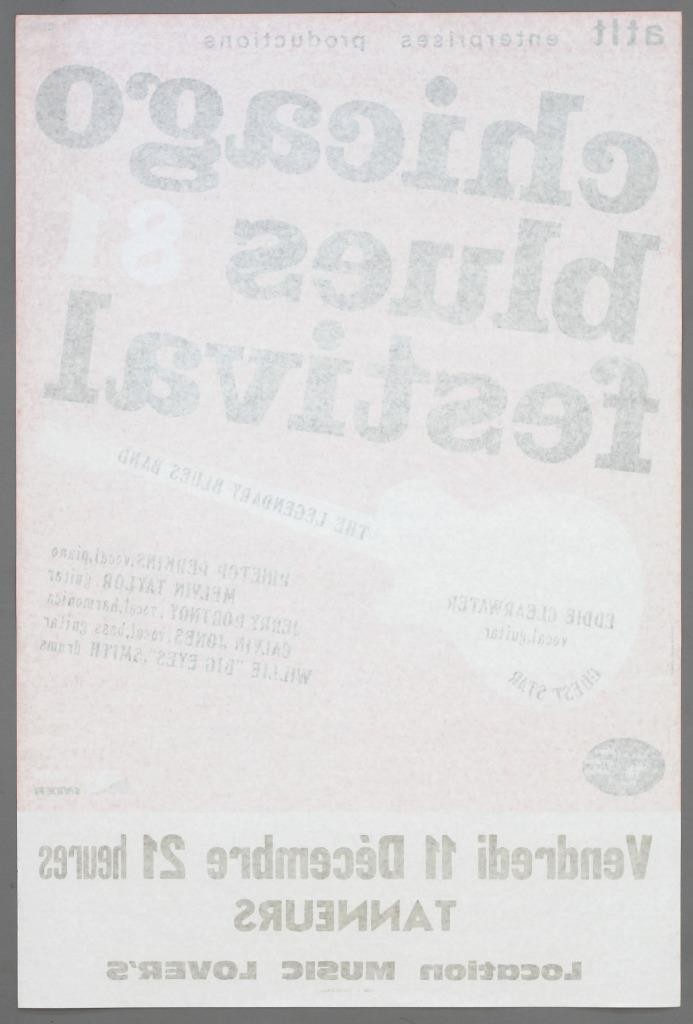 atlt enterprises productions
chicago
blues 81
festival
THE LEGENDARY BLUES BAND
PINETOP PERKINS.vocal.piano
MELVIN TAYLOR guitar
JERRY PORTNOY.vocal.harmonica
CALVIN JONES.vocal.bass guitar
WILLIE "BIG EYES" SMITH drums
EDDIE CLEARWATER
vocal.guitar
GUEST STAR
Vendredi 11 Décembre 21 heures
TANNEURS
Location MUSIC LOVER'S